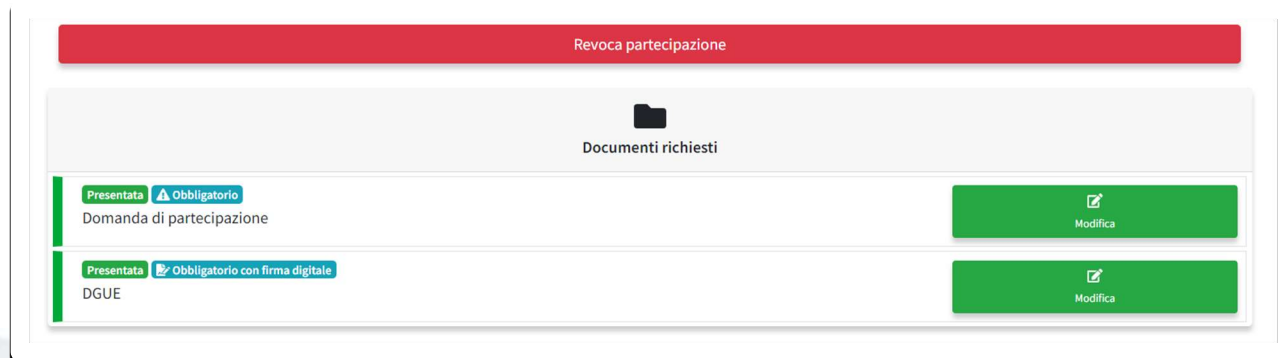 Revoca partecipazione
Documenti richiesti
Presentata Obbligatorio
Domanda di partecipazione
Modifica
Presentata Obbligatorio con firma digitale
DGUE
Modifica